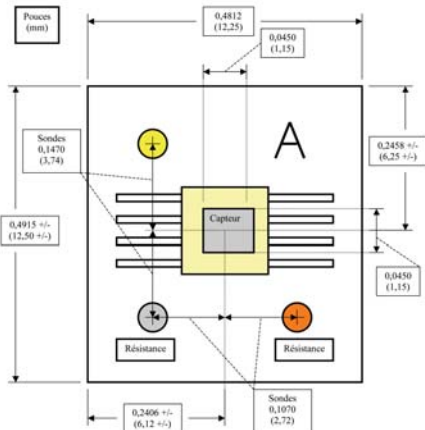 Pouces
(mm)
0,4812
(12,25)
0,0450
(1,15)
Sondes
0,1470
(3,74)
A
0,2458 +/-
(6,25 +/-)
Capteur
0,4915 +/-
(12,50 +/-)
0,0450
(1,15)
Résistance
Résistance
0,2406 +/-
(6,12 +/-)
Sondes
0,1070
(2,72)